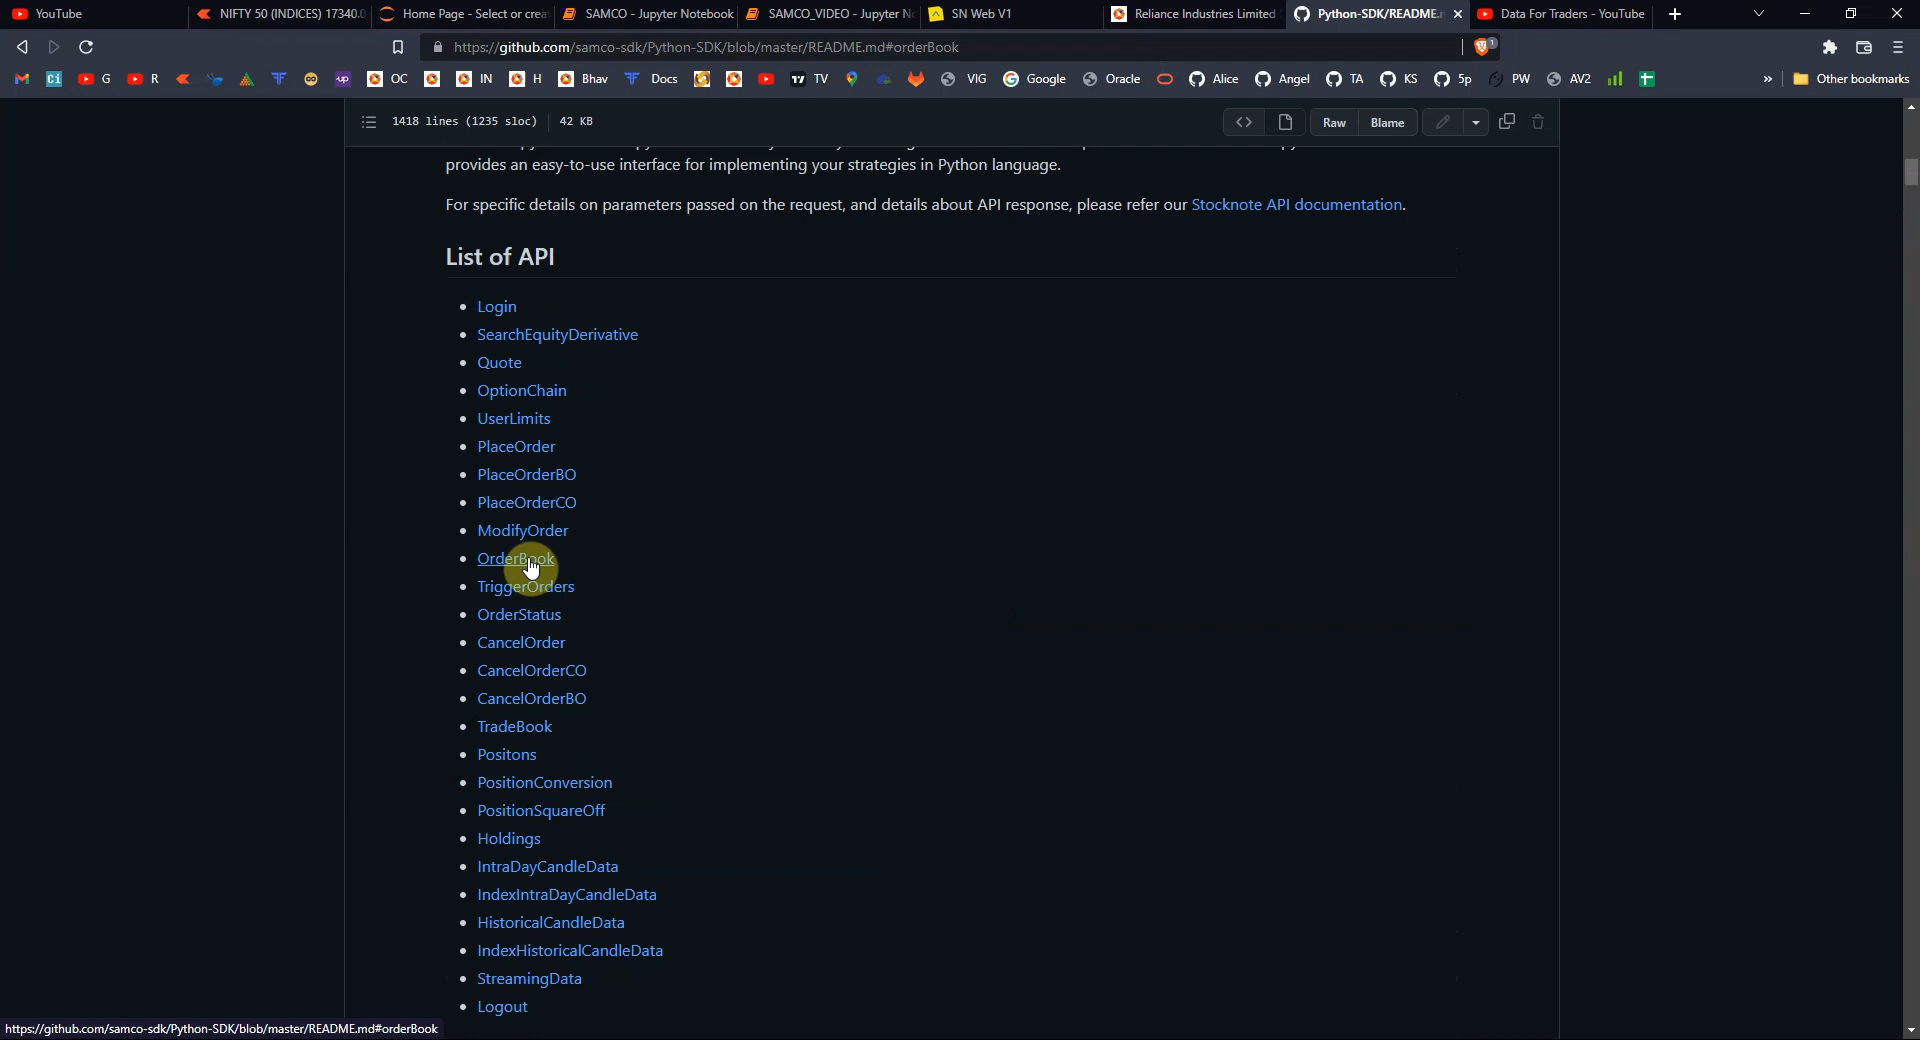 YouTube
NIFTY 50 (INDICES) 17340.0
Home Page - Select or crea
SAMCO - Jupyter Notebook
SAMCO_VIDEO - Jupyter N
SN Web V1
Reliance Industries Limited
Python-SDK/README.
Data For Traders - YouTube
https://github.com/samco-sdk/Python-SDK/blob/master/README.md#orderBook
1
G
R
up
OC
IN
H
Bhav
Docs
TV
VIG
Google
Oracle
Alice
Angel
TA
KS
5p
PW
AV2
Other bookmarks
1418 lines (1235 sloc)
42 KB
Raw
Blame
provides an easy-to-use interface for implementing your strategies in Python language.
For specific details on parameters passed on the request, and details about API response, please refer our Stocknote API documentation.
List of API
Login
SearchEquityDerivative
Quote
OptionChain
UserLimits
PlaceOrder
PlaceOrderBO
PlaceOrderCO
ModifyOrder
OrderBook
TriggerOrders
OrderStatus
CancelOrder
CancelOrderCO
CancelOrderBO
TradeBook
Positons
PositionConversion
PositionSquareOff
Holdings
IntraDayCandleData
IndexIntraDayCandleData
HistoricalCandleData
IndexHistoricalCandleData
StreamingData
Logout
https://github.com/samco-sdk/Python-SDK/blob/master/README.md#orderBook